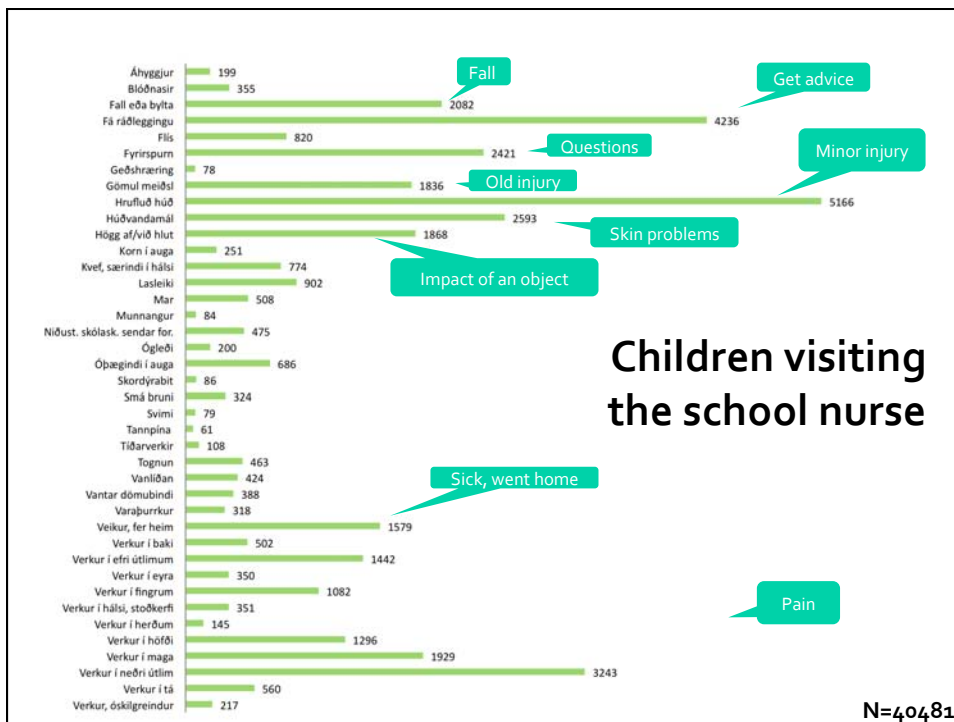 Áhyggjur 199
Blóðnasir 355
Fall
Fall eða bylta 2082
Get advice
Fá ráðleggingu 4236
Flís 820
Fyrirspurn 2421 Questions
Minor injury
Geðshræring 78
Gömul meiðsl 1836 Old injury
Hrufluð húð 5166
Húðvandamál 2593
Skin problems
Högg af/við hlut 1868
Korn í auga 251
Impact of an object
Kvef, særindi í hálsi 774
Lasleiki 902
Mar 508
Munnangur 84
Niðust. skólask. sendar for. 475
Ógleði 200
Óþægindi í auga 686
Children visiting
the school nurse
Skordýrabit 86
Smá bruni 324
Svimi 79
Tannpína 61
Tíðarverkir 108
Tognun 463
Vanlíðan 424
Sick, went home
Vantar dömubindi 388
Varaþurrkur 318
Veikur, fer heim 1579
Verkur í baki 502
Verkur í efri útlimum 1442
Verkur í eyra 350
Verkur í fingrum 1082
Pain
Verkur í hálsi, stoðkerfi 351
Verkur í herðum 145
Verkur í höfði 1296
Verkur í maga 1929
Verkur í neðri útlim 3243
Verkur í tá 560
Verkur, óskilgreindur 217
N=40481